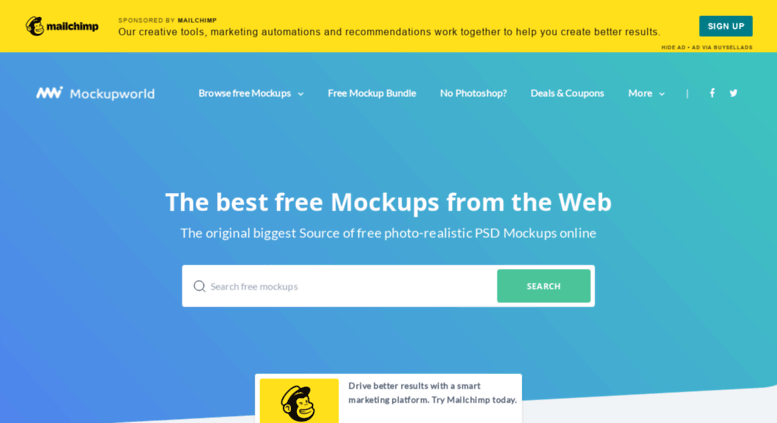 mailchimp
SPONSORED BY MAILCHIMP
Our creative tools, marketing automations and recommendations work together to help you create better results.
SIGN UP
HIDE AD • AD VIA BUYSELLADS
Mockupworld
Browse free Mockups
Free Mockup Bundle
No Photoshop?
Deals & Coupons
More
The best free Mockups from the Web
The original biggest Source of free photo-realistic PSD Mockups online
Search free mockups
SEARCH
Drive better results with a smart
marketing platform. Try Mailchimp today.